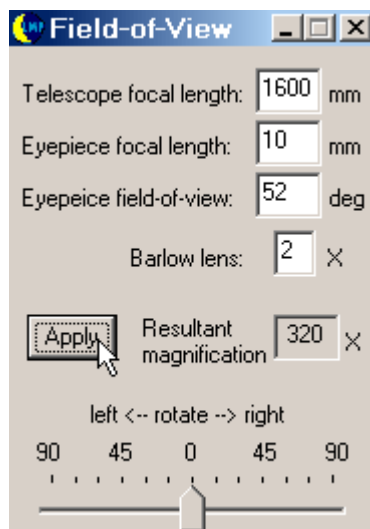 Field-of-View
Telescope focal length: 1600 mm
Eyepiece focal length: 10 mm
Eyepeice field-of-view: 52 deg
Barlow lens: 2 X
Apply Resultant magnification 320 X
left <-- rotate --> right
90 45 0 45 90